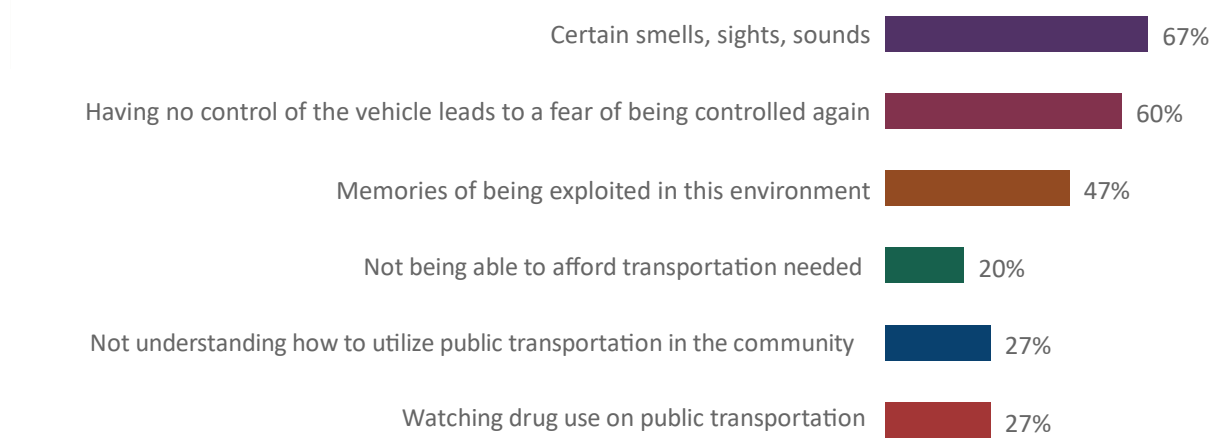 Certain smells, sights, sounds 67%
Having no control of the vehicle leads to a fear of being controlled again 60%
Memories of being exploited in this environment 47%
Not being able to afford transportation needed 20%
Not understanding how to utilize public transportation in the community 27%
Watching drug use on public transportation 27%